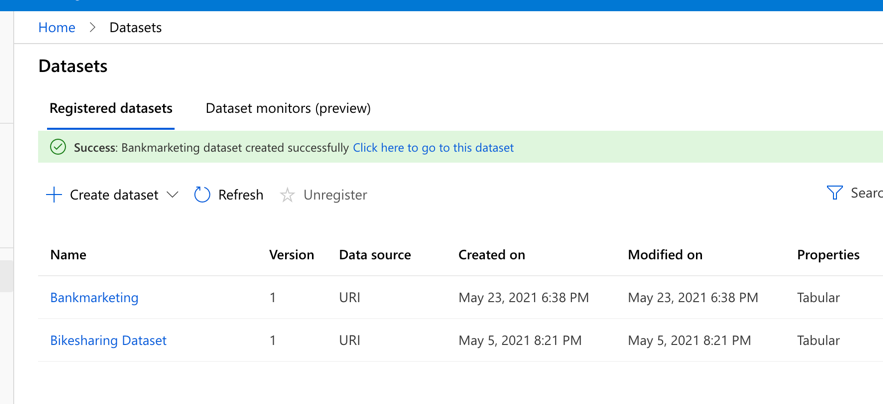 Home > Datasets
Datasets
Registered datasets Dataset monitors (preview)
Success: Bankmarketing dataset created successfully Click here to go to this dataset
Create dataset Refresh Unregister
Name Version Data source Created on Modified on Properties
Bankmarketing 1 URI May 23, 2021 6:38 PM May 23, 2021 6:38 PM Tabular
Bikesharing Dataset 1 URI May 5, 2021 8:21 PM May 5, 2021 8:21 PM Tabular